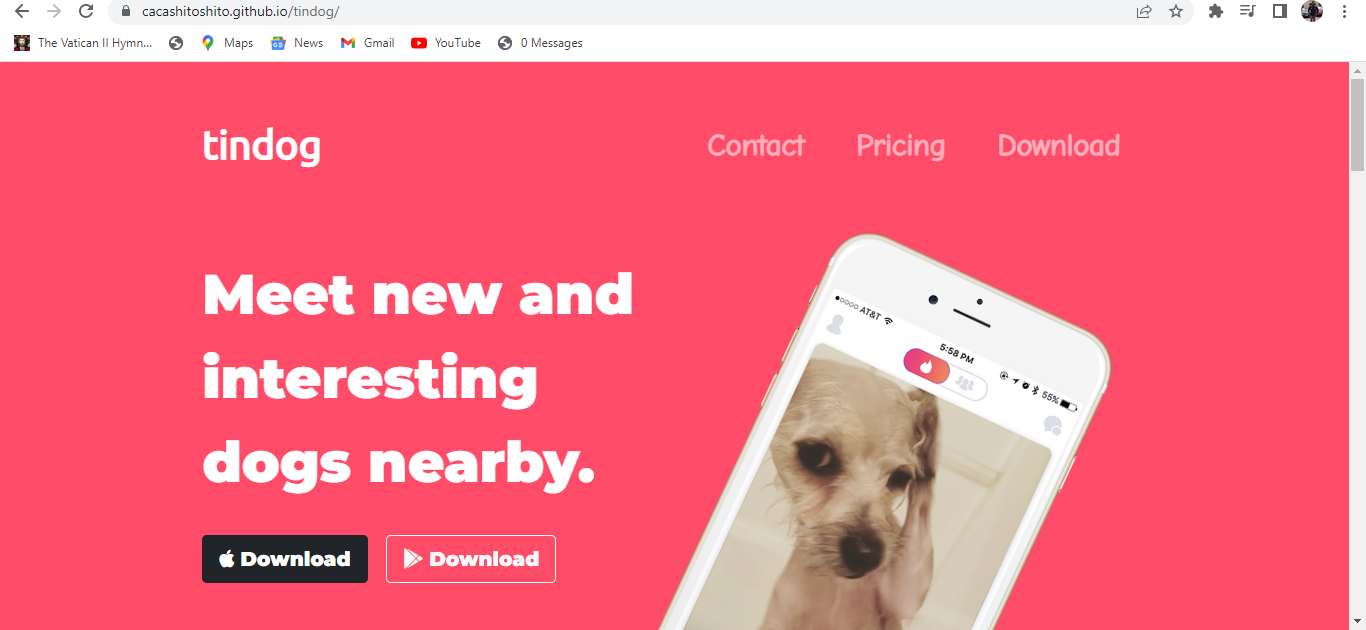 cacashitoshito.github.io/tindog/
The Vatican II Hymn...
Maps
News
Gmail
YouTube
0 Messages
tindog
Contact
Pricing
Download
Meet new and
interesting
dogs nearby.
Download
Download
AT&T
5:58 PM
55%